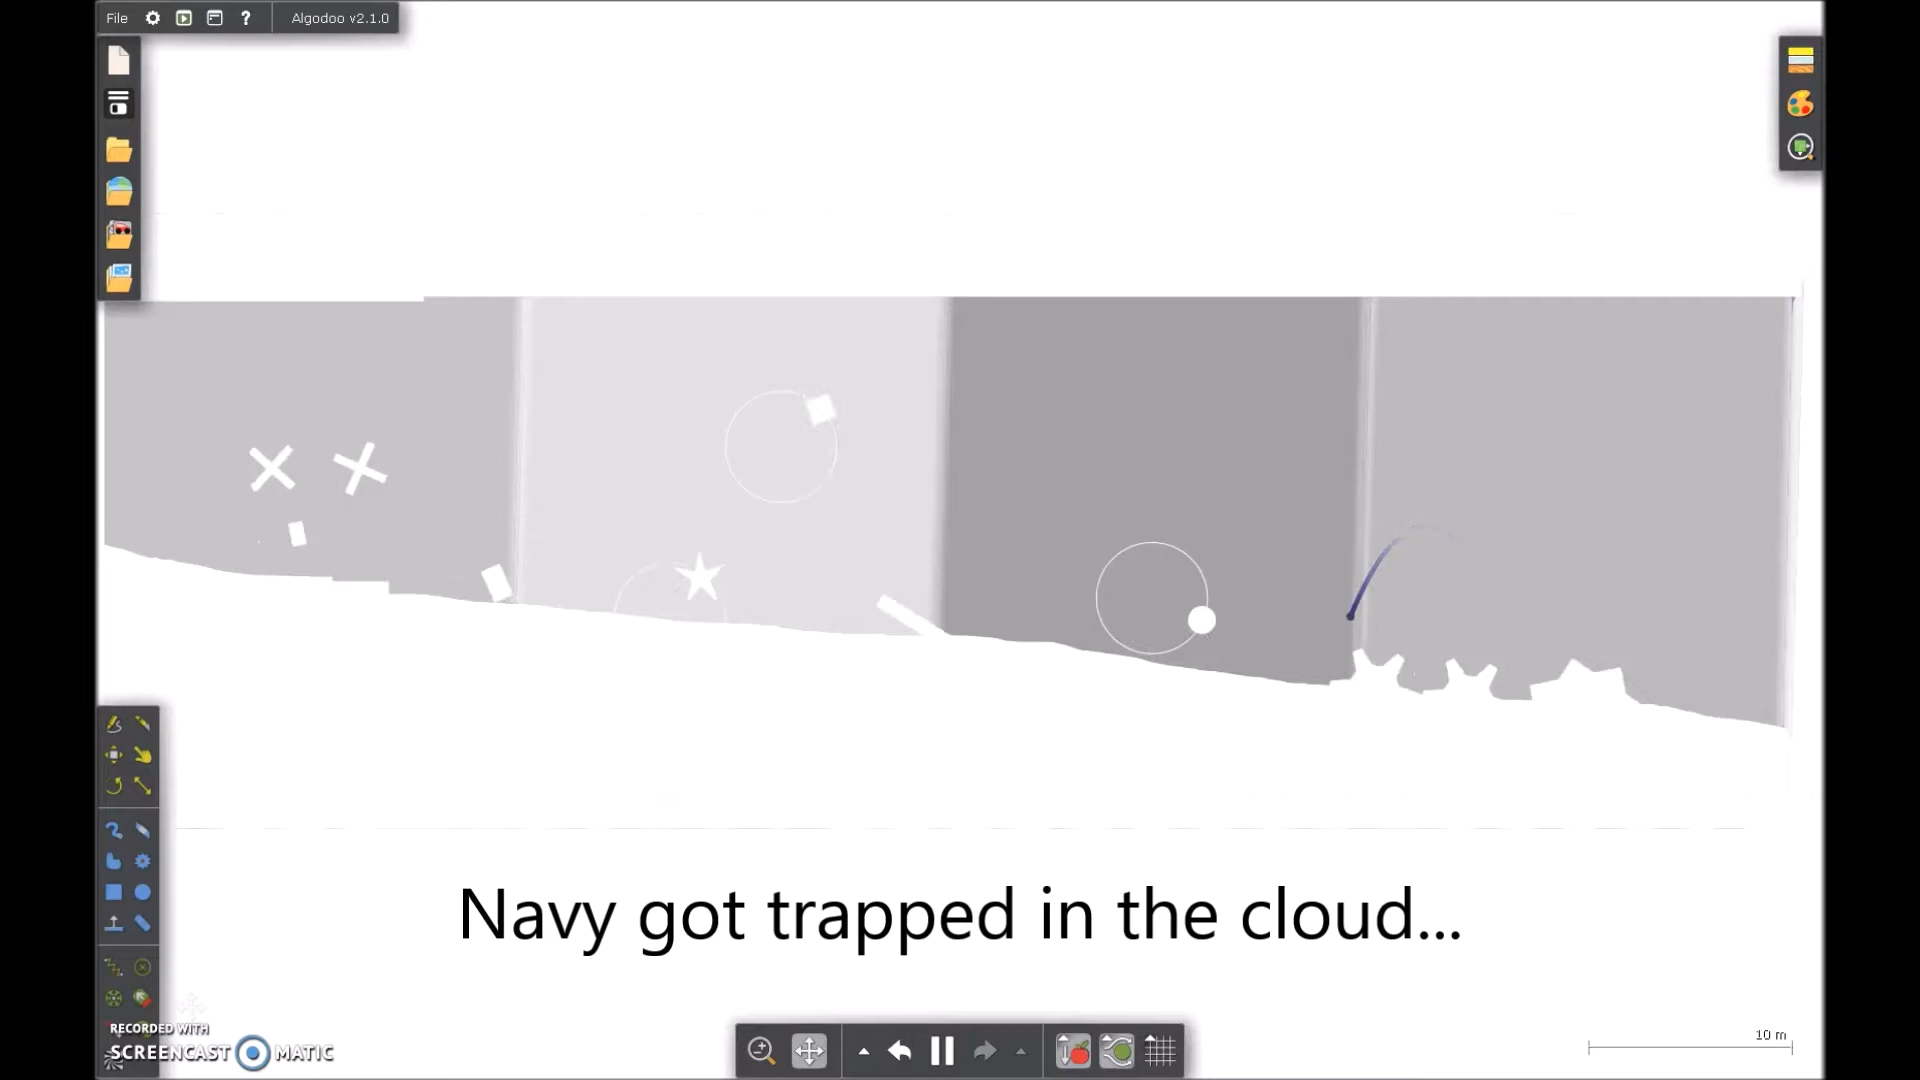 File ? Algodoo v2.1.0
Navy got trapped in the cloud...
RECORDED WITH
SCREENCAST MATIC
10 m